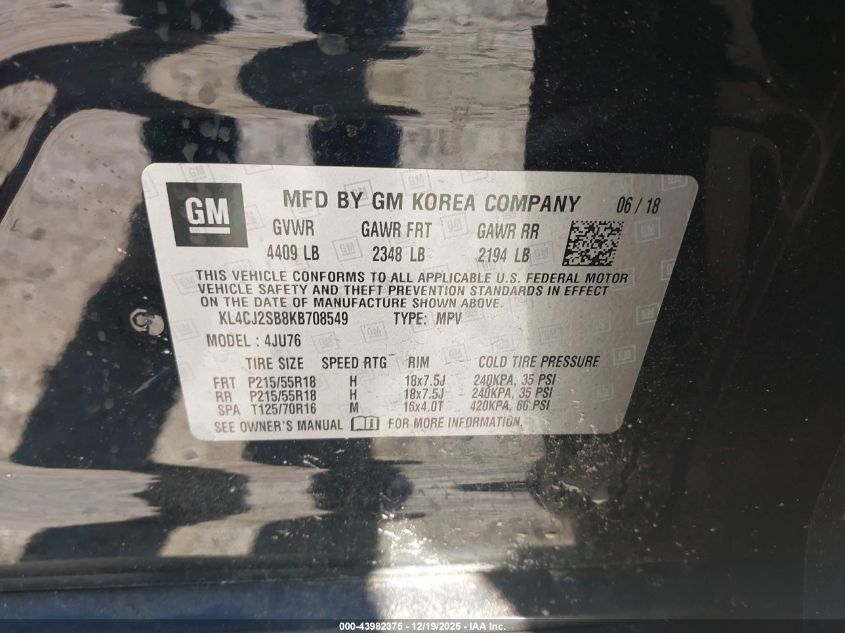 GM
MFD BY GM KOREA COMPANY 06 / 18
GVWR GAWR FRT GAWR RR
4409 LB 2348 LB 2194 LB
THIS VEHICLE CONFORMS TO ALL APPLICABLE U.S. FEDERAL MOTOR
VEHICLE SAFETY AND THEFT PREVENTION STANDARDS IN EFFECT
ON THE DATE OF MANUFACTURE SHOWN ABOVE.
KL4CJ2SB8KB708549 TYPE: MPV
MODEL: 4JU76
TIRE SIZE SPEED RTG RIM COLD TIRE PRESSURE
FRT P215/55R18 H 18x7.5J 240KPA, 35 PSI
RR P215/55R18 H 18x7.5J 240KPA, 35 PSI
SPA T125/70R16 M 16x4.0T 420KPA, 60 PSI
SEE OWNER'S MANUAL FOR MORE INFORMATION.
000-43982375 - 12/19/2025 - IAA Inc.